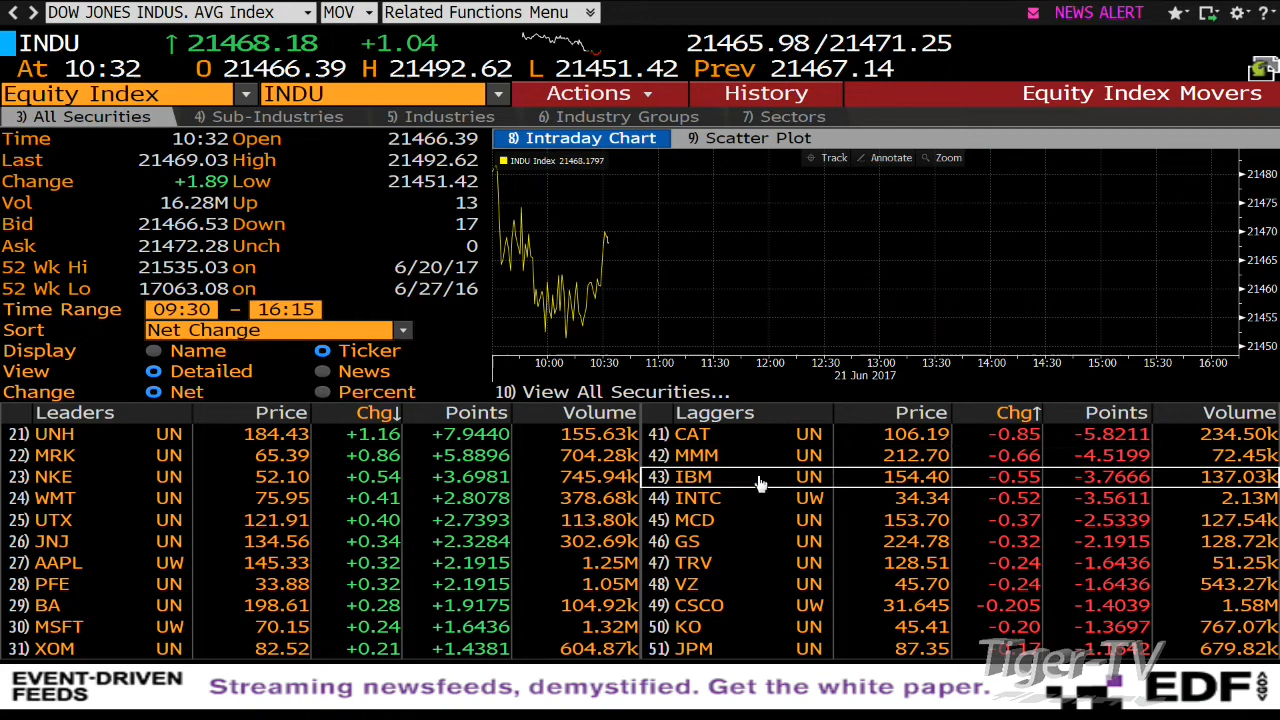 DOW JONES INDUS. AVG Index MOV Related Functions Menu NEWS ALERT ?
INDU ↑ 21468.18 +1.04 21465.98/21471.25
At 10:32 O 21466.39 H 21492.62 L 21451.42 Prev 21467.14
Equity Index INDU Actions History Equity Index Movers
3) All Securities 4) Sub-Industries 5) Industries 6) Industry Groups 7) Sectors
Time 10:32 Open 21466.39
Last 21469.03 High 21492.62
Change +1.89 Low 21451.42
Vol 16.28M Up 13
Bid 21466.53 Down 17
Ask 21472.28 Unch 0
52 Wk Hi 21535.03 on 6/20/17
52 Wk Lo 17063.08 on 6/27/16
Time Range 09:30 - 16:15
Sort Net Change
Display Name Ticker
View Detailed News
Change Net Percent
8) Intraday Chart 9) Scatter Plot
INDU Index 21468.1797 Track Annotate Zoom
21480
21475
21470
21465
21460
21455
21450
10:00 10:30 11:00 11:30 12:00 12:30 13:00 13:30 14:00 14:30 15:00 15:30 16:00
21 Jun 2017
10) View All Securities...
Leaders Price Chg↓ Points Volume Laggers Price Chg↑ Points Volume
21) UNH UN 184.43 +1.16 +7.9440 155.63k 41) CAT UN 106.19 -0.85 -5.8211 234.50k
22) MRK UN 65.39 +0.86 +5.8896 704.28k 42) MMM UN 212.70 -0.66 -4.5199 72.45k
23) NKE UN 52.10 +0.54 +3.6982 745.94k 43) IBM UN 154.40 -0.55 -3.7666 137.03k
24) WMT UN 75.95 +0.41 +2.8078 378.68k 44) INTC UW 34.34 -0.52 -3.5611 2.13M
25) UTX UN 121.91 +0.40 +2.7393 113.80k 45) MCD UN 153.70 -0.37 -2.5339 127.54k
26) JNJ UN 134.56 +0.34 +2.3284 302.69k 46) GS UN 224.78 -0.32 -2.1915 128.72k
27) AAPL UW 145.33 +0.32 +2.1915 1.25M 47) TRV UN 128.51 -0.24 -1.6436 51.25k
28) PFE UN 33.88 +0.32 +2.1915 1.05M 48) VZ UN 45.70 -0.24 -1.6436 543.27k
29) BA UN 198.61 +0.28 +1.9175 104.92k 49) CSCO UW 31.645 -0.205 -1.4039 1.58M
30) MSFT UW 70.15 +0.24 +1.6436 1.32M 50) KO UN 45.41 -0.20 -1.3697 767.07k
31) XOM UN 82.52 +0.21 +1.4381 604.87k 51) JPM UN 87.35 -0.17 -1.1642 679.82k
Tiger-TV
EVENT-DRIVEN FEEDS
Streaming newsfeeds, demystified. Get the white paper.
EDF